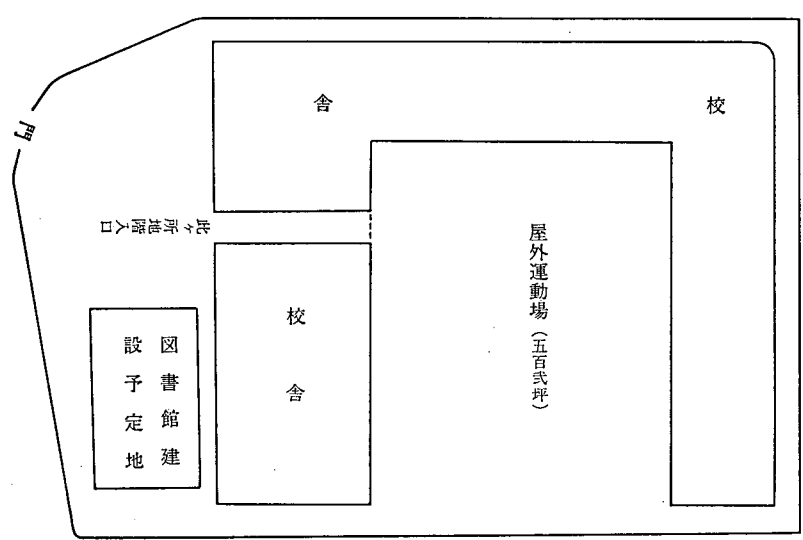 校舎
門
此ヶ所地階入口
屋外運動場(五百弐坪)
校舎
図書館建
設予定地